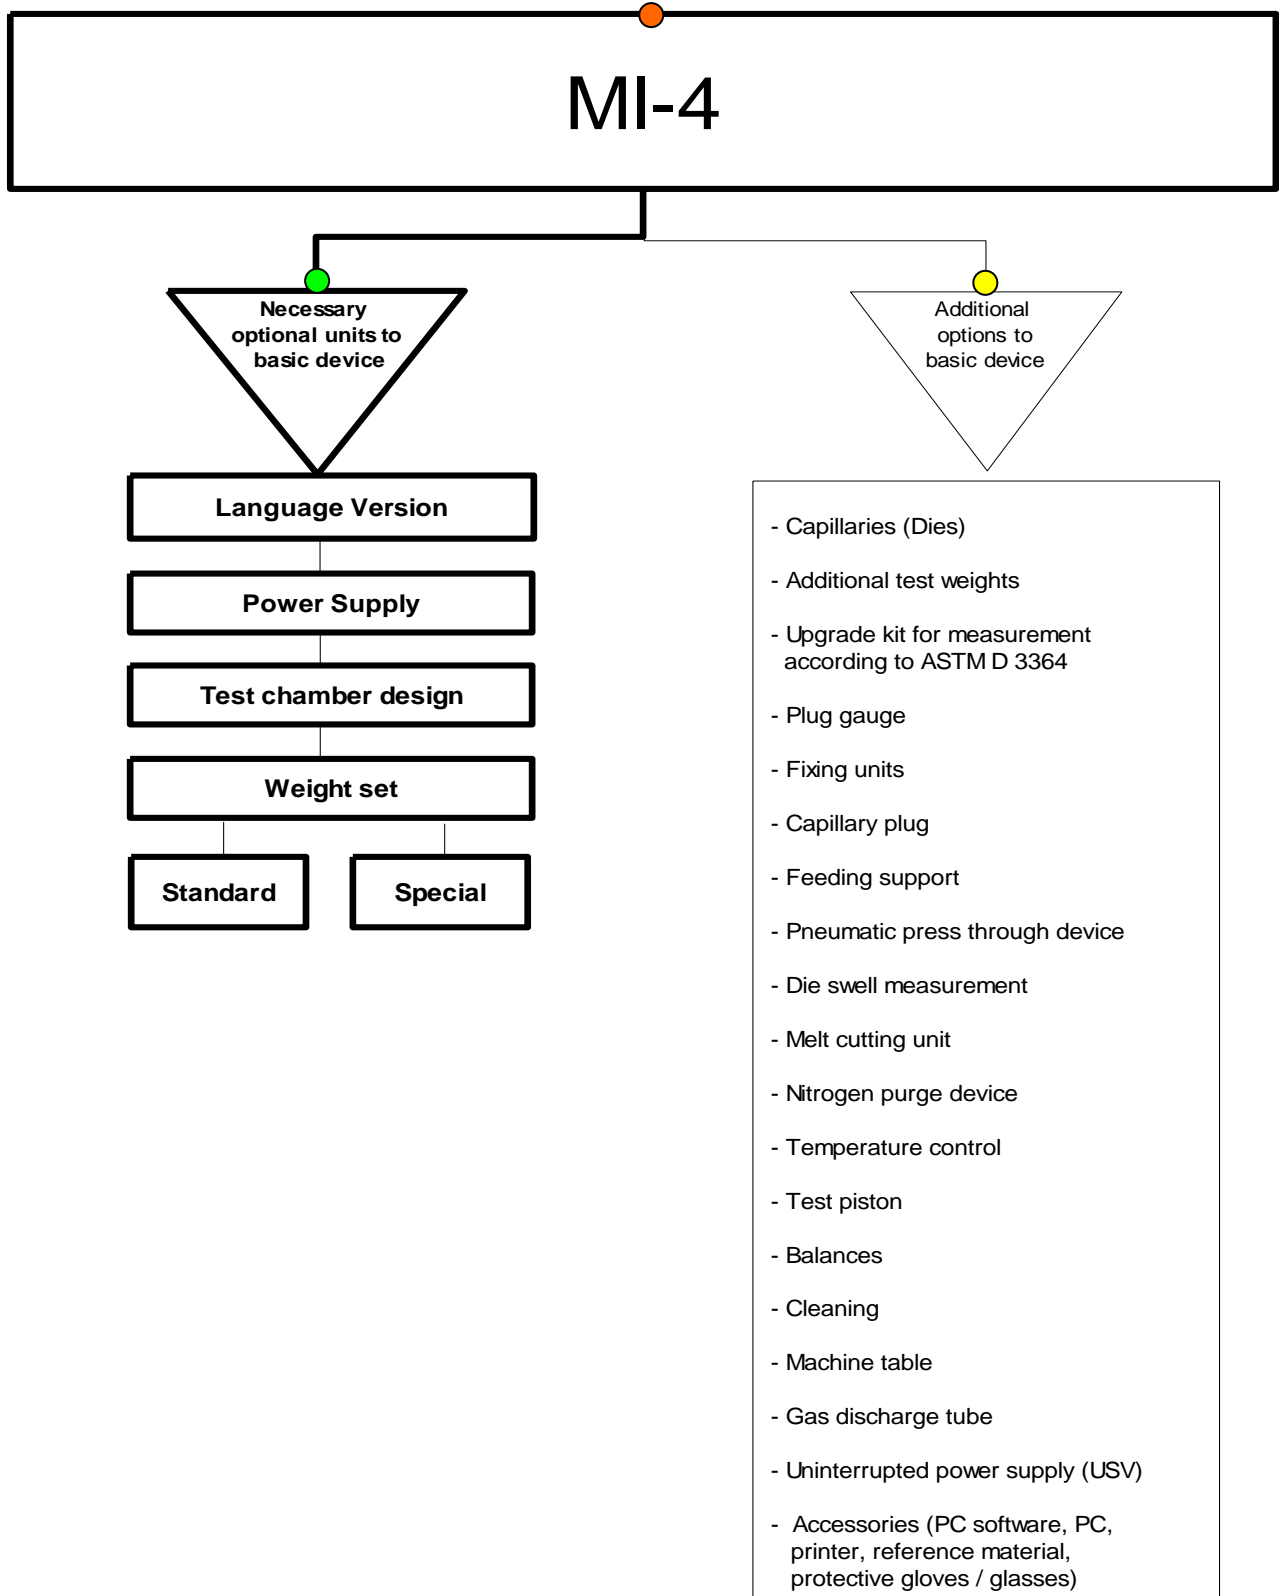 MI-4
Necessary
optional units to
basic device
Language Version
Power Supply
Test chamber design
Weight set
Standard
Special
Additional
options to
basic device
- Capillaries (Dies)
- Additional test weights
- Upgrade kit for measurement
according to ASTM D 3364
- Plug gauge
- Fixing units
- Capillary plug
- Feeding support
- Pneumatic press through device
- Die swell measurement
- Melt cutting unit
- Nitrogen purge device
- Temperature control
- Test piston
- Balances
- Cleaning
- Machine table
- Gas discharge tube
- Uninterrupted power supply (USV)
- Accessories (PC software, PC,
printer, reference material,
protective gloves / glasses)